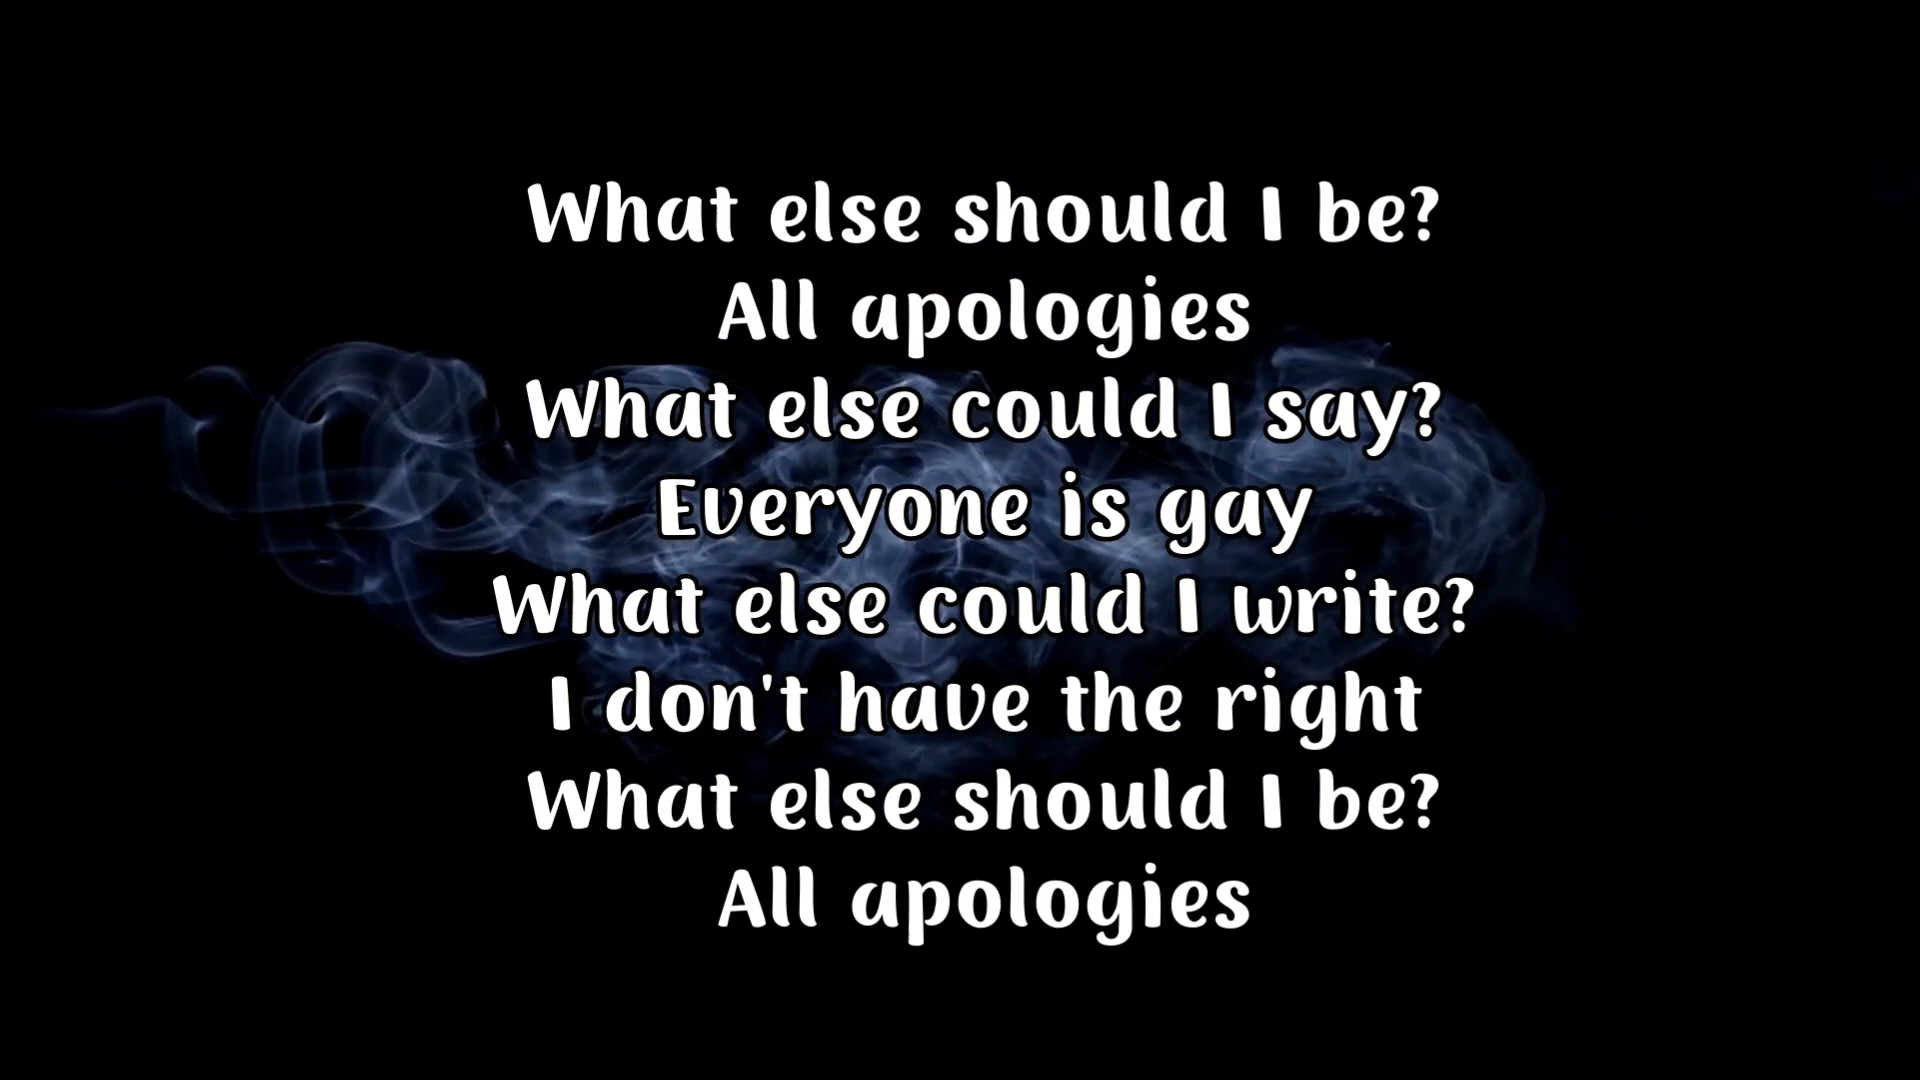 What else should I be?
All apologies
What else could I say?
Everyone is gay
What else could I write?
I don't have the right
What else should I be?
All apologies